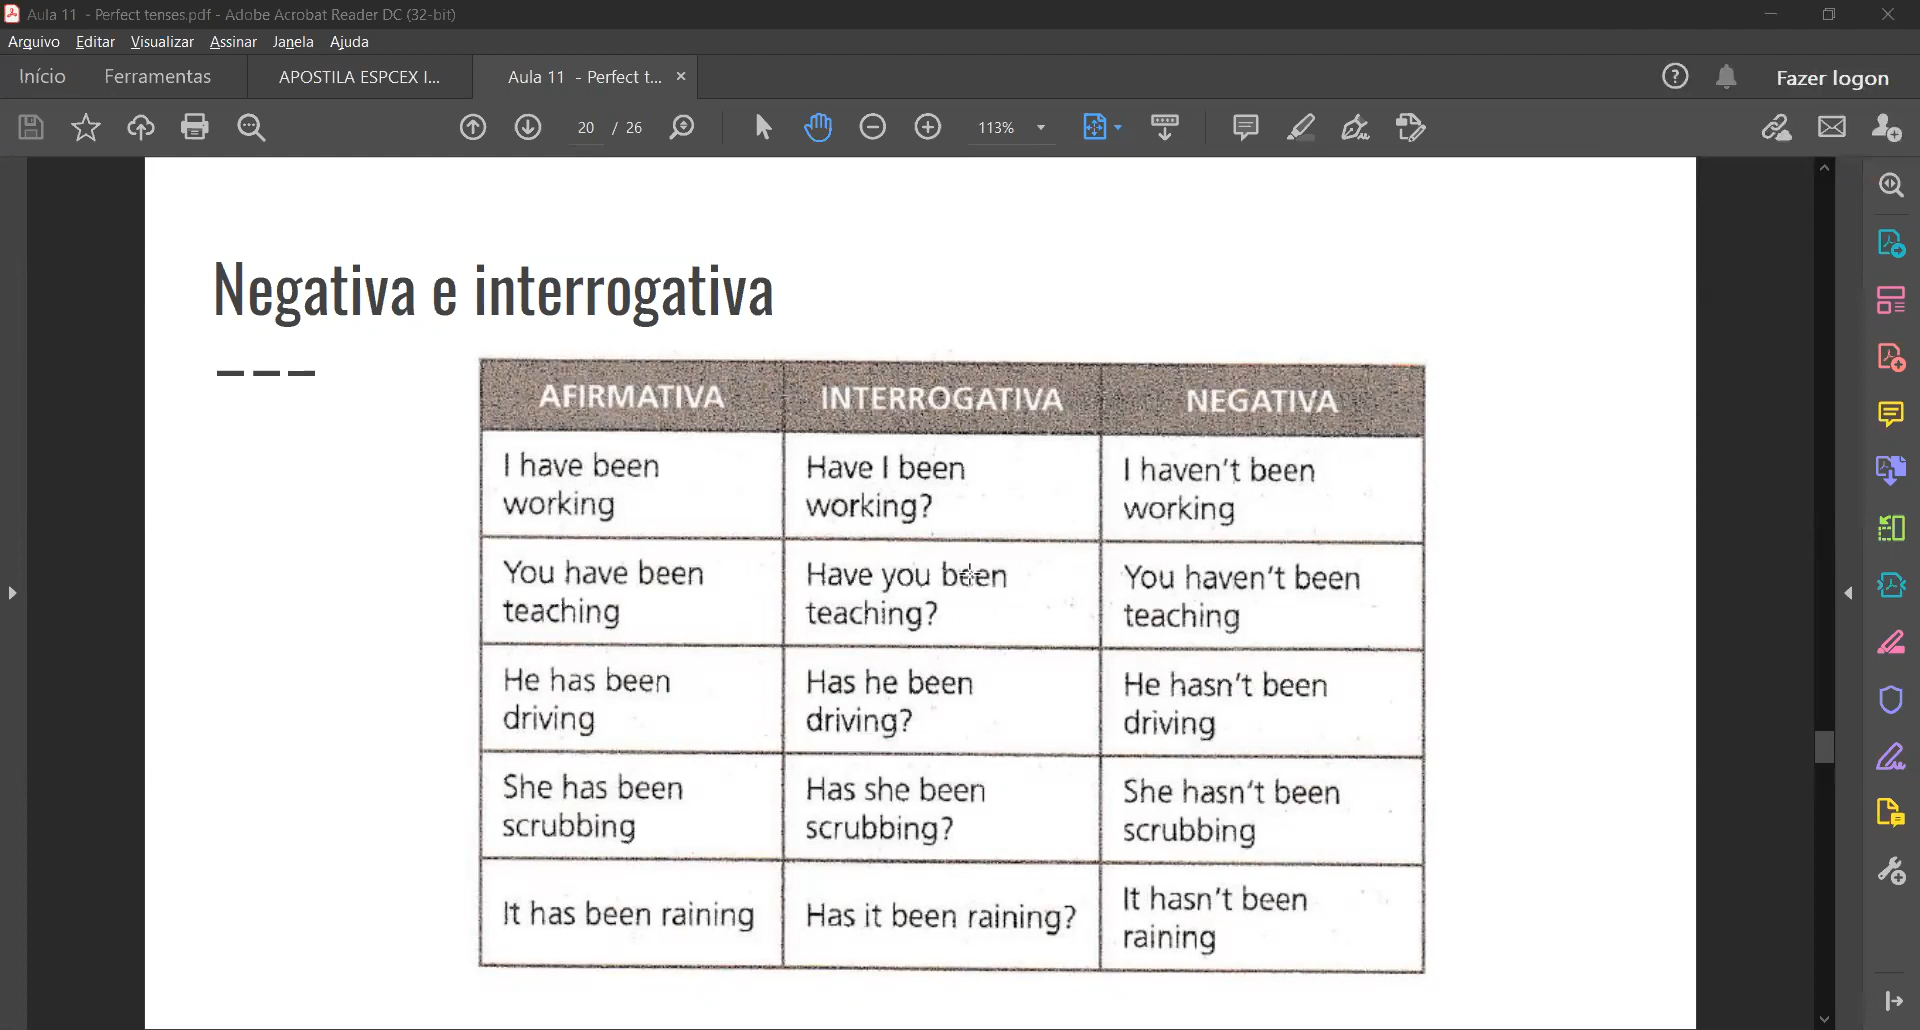 Aula 11 - Perfect tenses.pdf - Adobe Acrobat Reader DC (32-bit)
Arquivo Editar Visualizar Assinar Janela Ajuda
Início Ferramentas APOSTILA ESPCEX I... Aula 11 - Perfect t... Fazer logon
20 / 26 113%
Negativa e interrogativa
AFIRMATIVA INTERROGATIVA NEGATIVA
I have been Have I been I haven't been
working working? working
You have been Have you been You haven't been
teaching teaching? teaching
He has been Has he been He hasn't been
driving driving? driving
She has been Has she been She hasn't been
scrubbing scrubbing? scrubbing
It has been raining Has it been raining? It hasn't been
raining